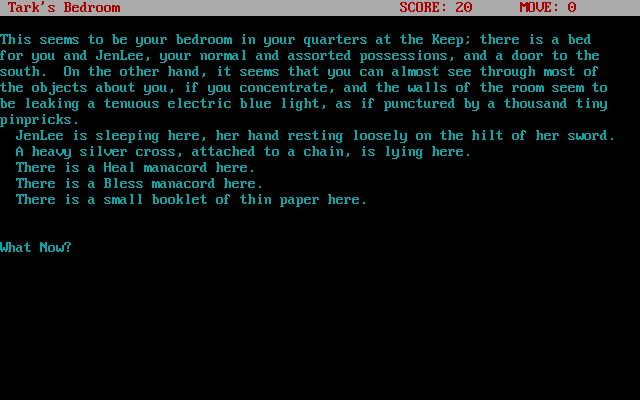 Tark's Bedroom SCORE: 20 MOVE: 0
This seems to be your bedroom in your quarters at the Keep; there is a bed
for you and JenLee, your normal and assorted possessions, and a door to the
south. On the other hand, it seems that you can almost see through most of
the objects about you, if you concentrate, and the walls of the room seem to
be leaking a tenuous electric blue light, as if punctured by a thousand tiny
pinpricks.
JenLee is sleeping here, her hand resting loosely on the hilt of her sword.
A heavy silver cross, attached to a chain, is lying here.
There is a Heal manacord here.
There is a Bless manacord here.
There is a small booklet of thin paper here.
What Now?